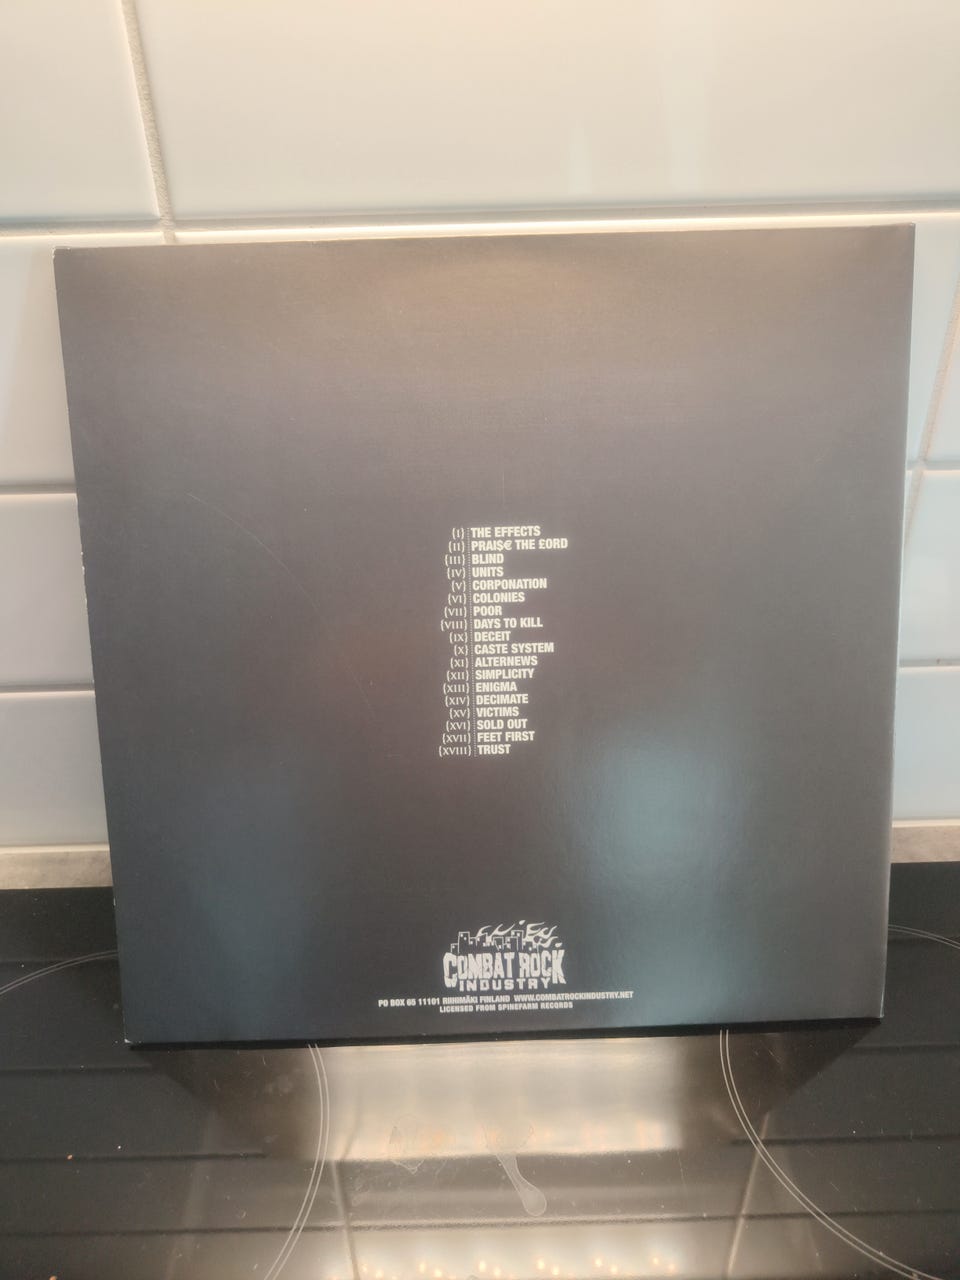 (I) THE EFFECTS
(II) PRAI$€ THE £ORD
(III) BLIND
(IV) UNITS
(V) CORPONATION
(VI) COLONIES
(VII) POOR
(VIII) DAYS TO KILL
(IX) DECEIT
(X) CASTE SYSTEM
(XI) ALTERNEWS
(XII) SIMPLICITY
(XIII) ENIGMA
(XIV) DECIMATE
(XV) VICTIMS
(XVI) SOLD OUT
(XVII) FEET FIRST
(XVIII) TRUST
COMBAT ROCK
INDUSTRY
PO BOX 65 11101 RIIHIMÄKI FINLAND WWW.COMBATROCKINDUSTRY.NET
LICENSED FROM SPINEFARM RECORDS